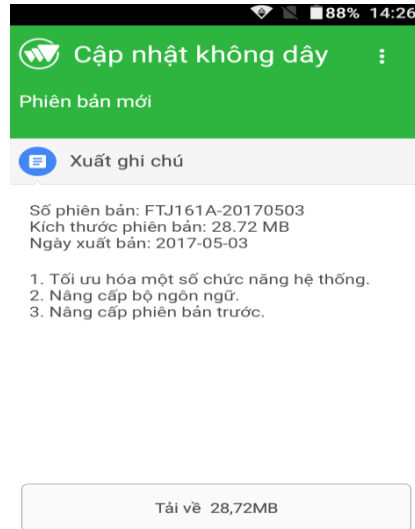 88% 14:26
Cập nhật không dây
Phiên bản mới
Xuất ghi chú
Số phiên bản: FTJ161A-20170503
Kích thước phiên bản: 28.72 MB
Ngày xuất bản: 2017-05-03
1. Tối ưu hóa một số chức năng hệ thống.
2. Nâng cấp bộ ngôn ngữ.
3. Nâng cấp phiên bản trước.
Tải về 28,72MB